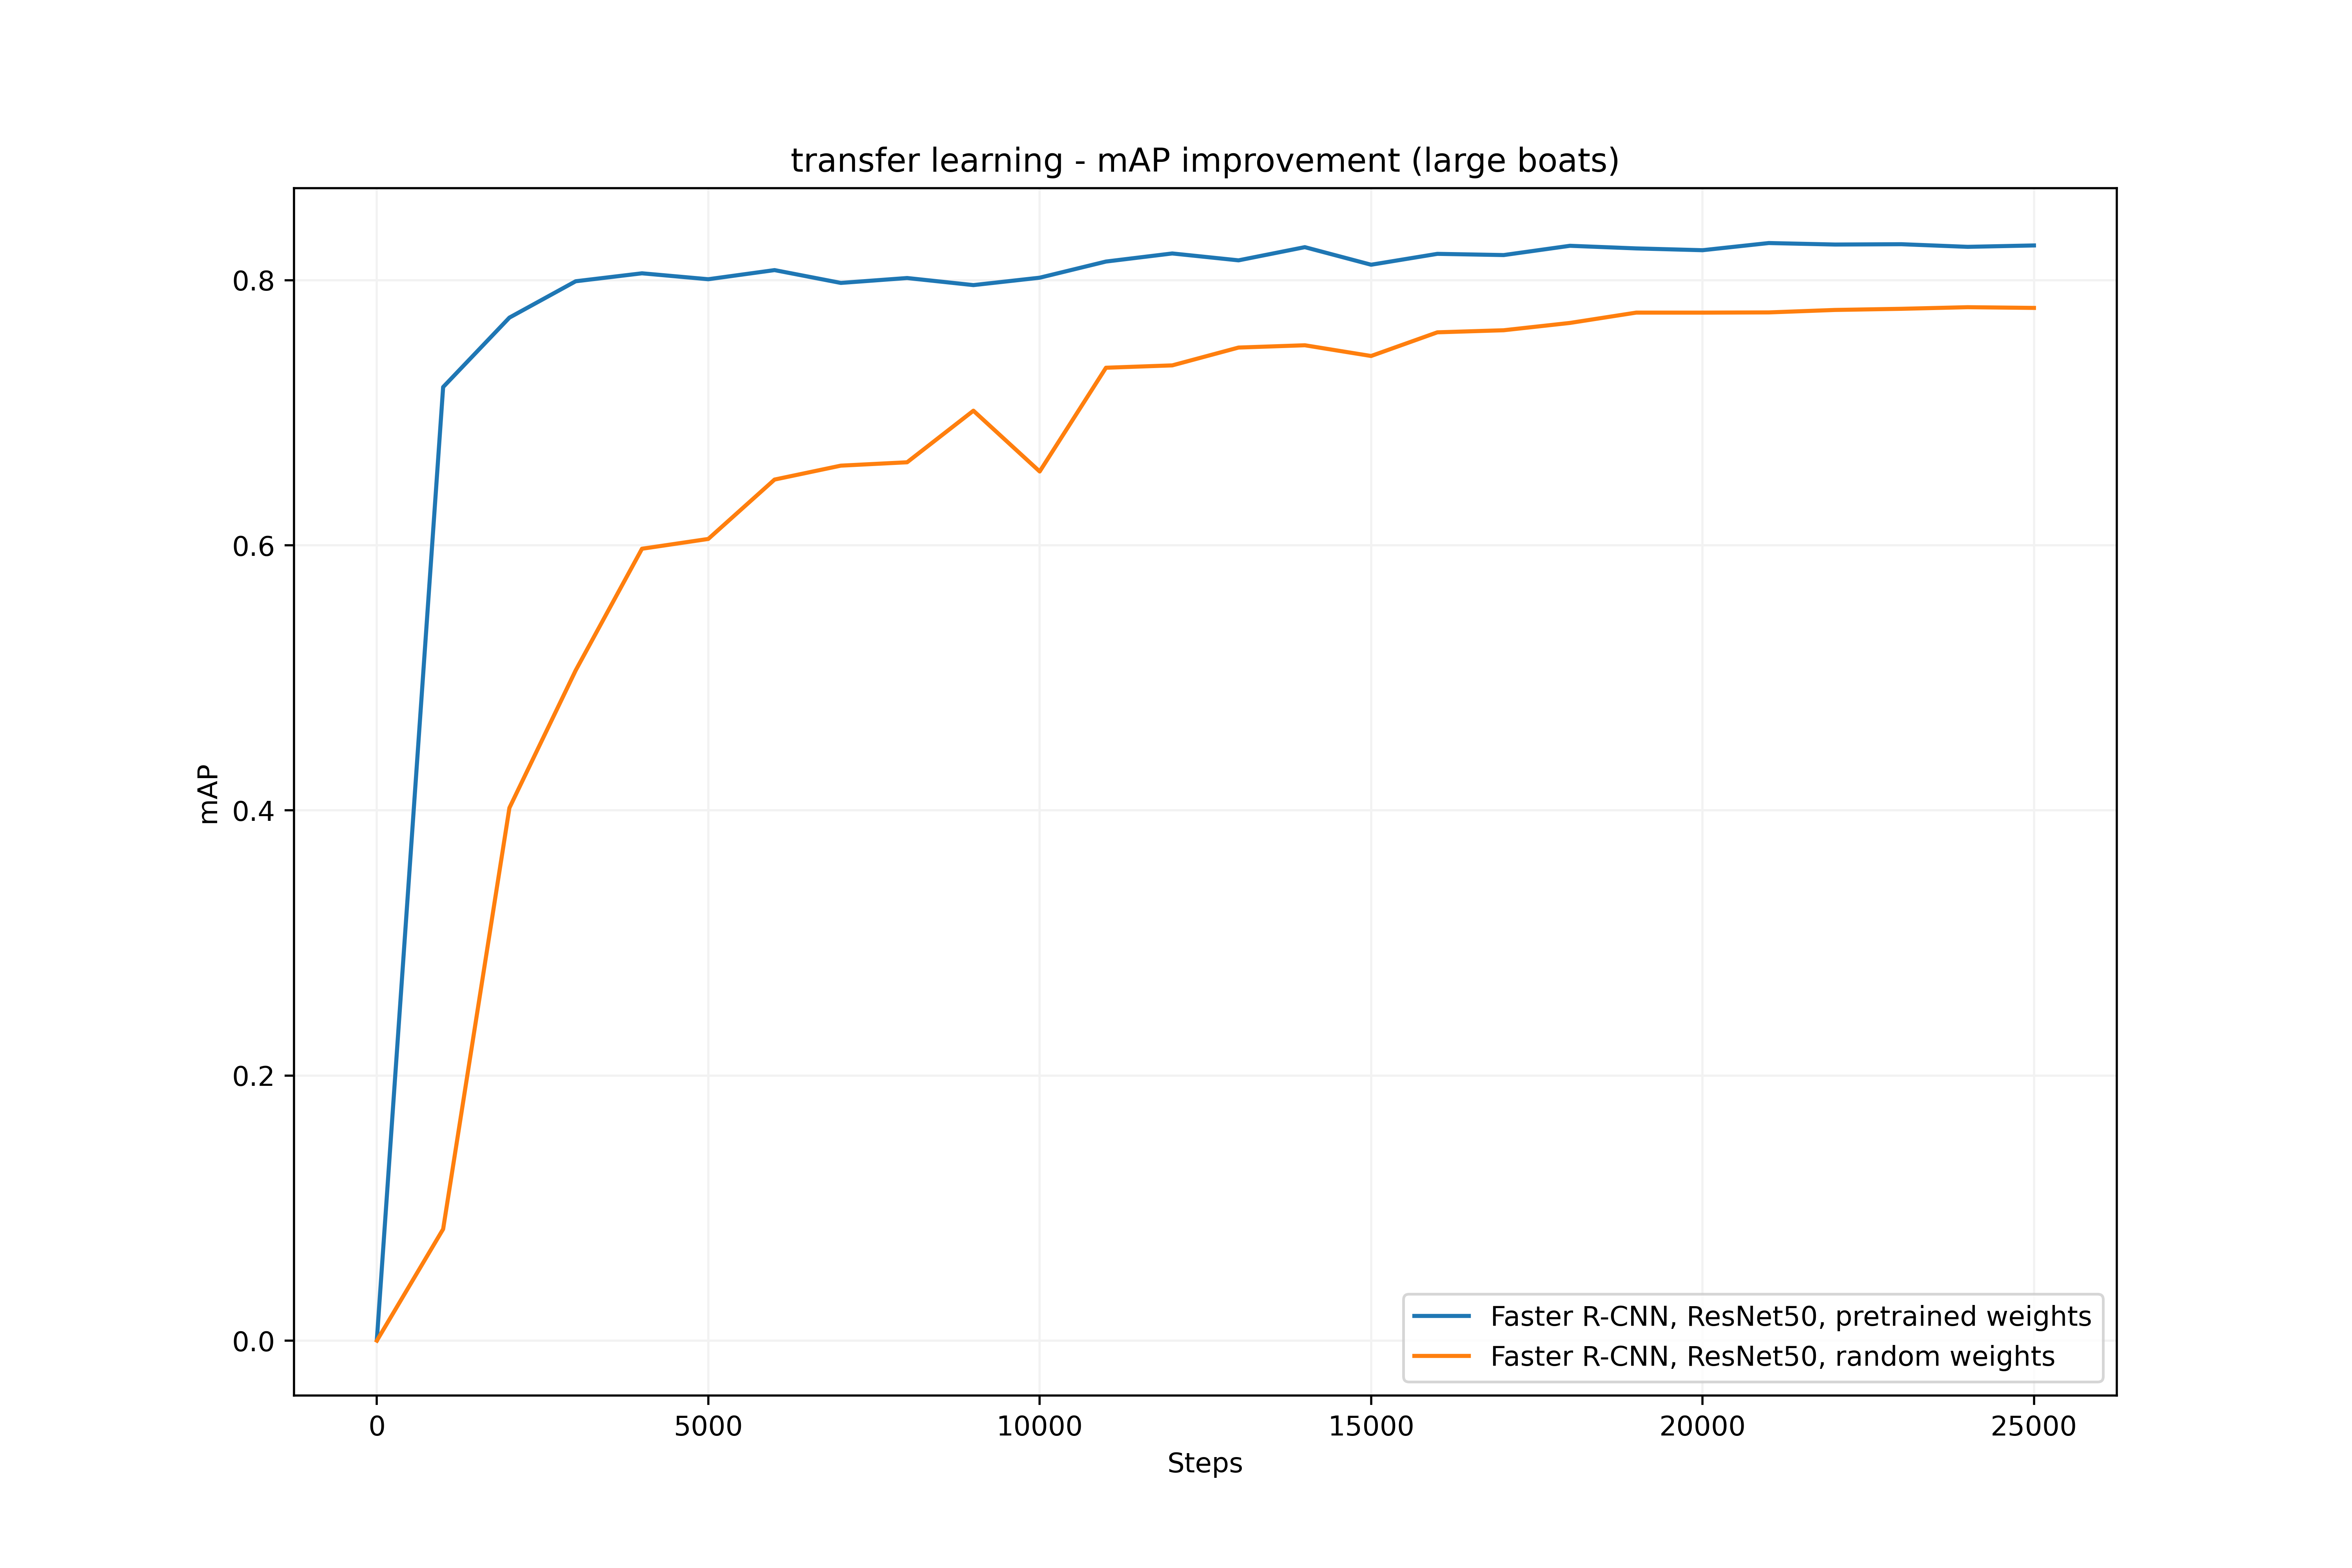 transfer learning - mAP improvement (large boats)
mAP
0.8
0.6
0.4
0.2
0.0
0 5000 10000 15000 20000 25000
Steps
Faster R-CNN, ResNet50, pretrained weights
Faster R-CNN, ResNet50, random weights